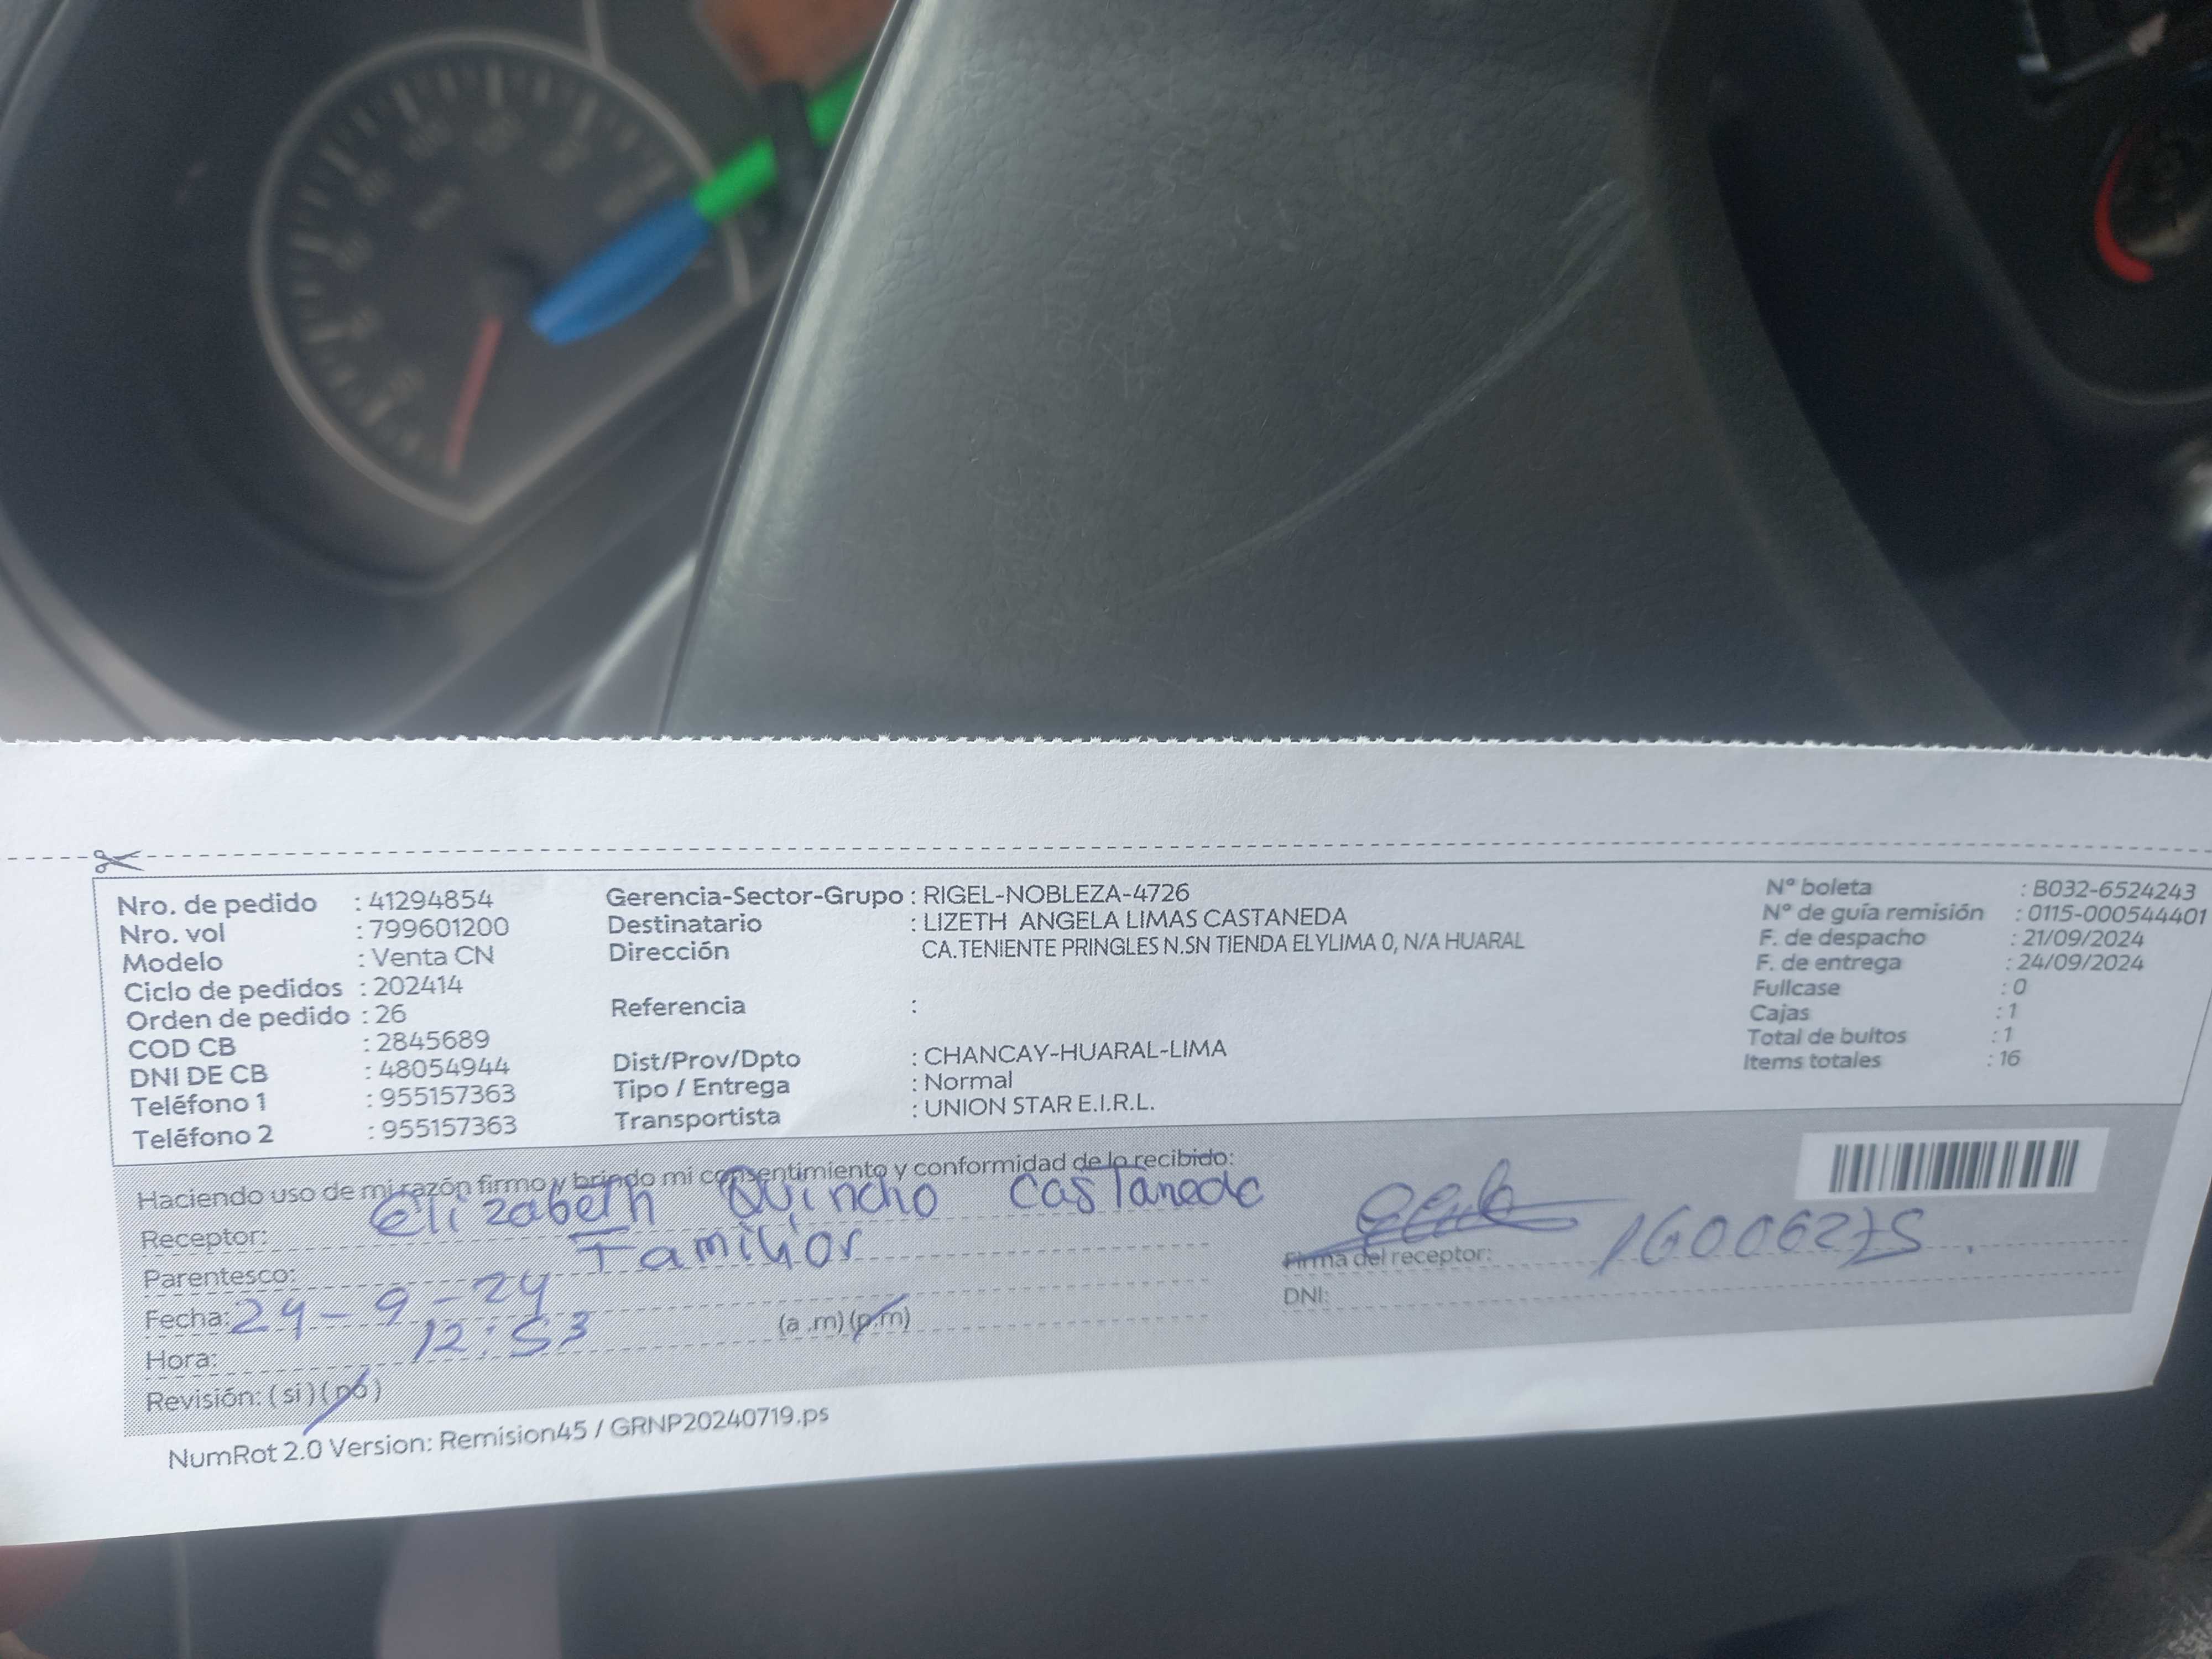 Nro. de pedido : 41294854
Nro. vol : 799601200
Modelo : Venta CN
Ciclo de pedidos : 202414
Orden de pedido : 26
COD CB : 2845689
DNI DE CB : 48054944
Teléfono 1 : 955157363
Teléfono 2 : 955157363
Gerencia-Sector-Grupo : RIGEL-NOBLEZA-4726
Destinatario : LIZETH ANGELA LIMAS CASTANEDA
Dirección CA.TENIENTE PRINGLES N.SN TIENDA ELYLIMA 0, N/A HUARAL
Referencia :
Dist/Prov/Dpto : CHANCAY-HUARAL-LIMA
Tipo / Entrega : Normal
Transportista : UNION STAR E.I.R.L.
Nº boleta : B032-6524243
Nº de guía remisión : 0115-000544401
F. de despacho : 21/09/2024
F. de entrega : 24/09/2024
Fullcase : 0
Cajas : 1
Total de bultos : 1
Items totales : 16
Haciendo uso de mi razón firmo y brindo mi consentimiento y conformidad de lo recibido:
Receptor: Elizabeth Quincho Castanede
Parentesco: Familiar
Fecha: 24-9-24
Hora: 12:53 (a .m) (p.m)
Revisión: (si) (no)
Firma del receptor: 16006275
DNI:
NumRot 2.0 Version: Remision45 / GRNP20240719.ps